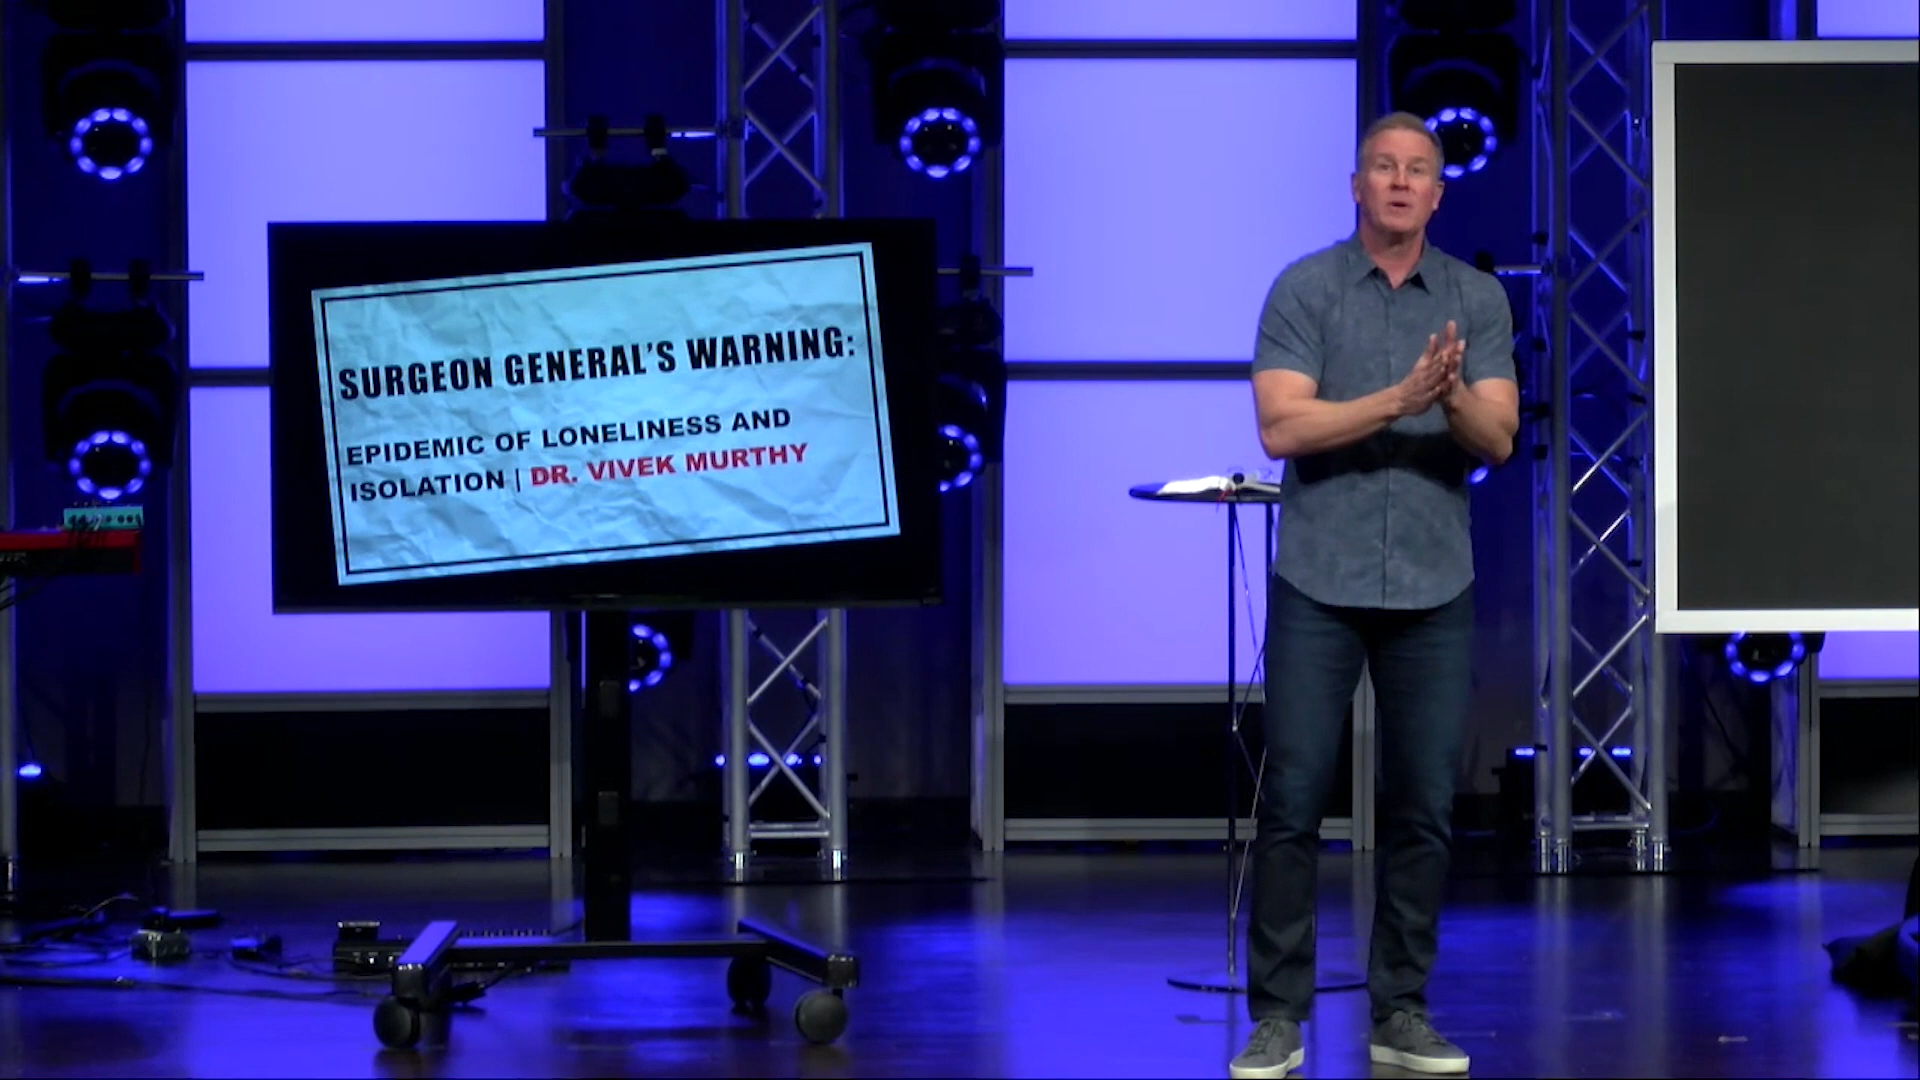 SURGEON GENERAL'S WARNING:
EPIDEMIC OF LONELINESS AND
ISOLATION | DR. VIVEK MURTHY